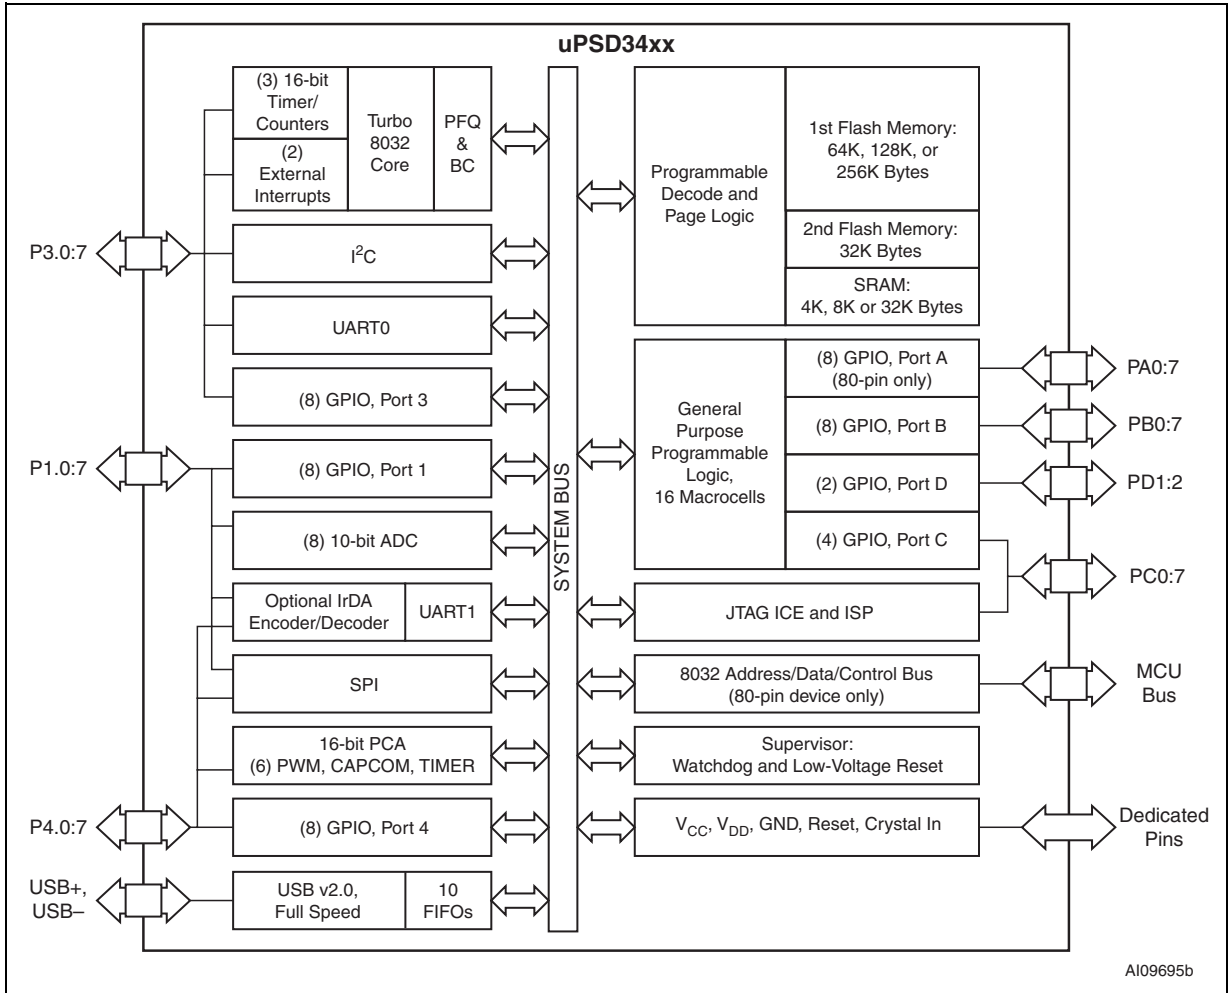 uPSD34xx
(3) 16-bit
Timer/
Counters
(2)
External
Interrupts
Turbo
8032
Core
PFQ
&
BC
P3.0:7
I²C
UART0
(8) GPIO, Port 3
P1.0:7
(8) GPIO, Port 1
(8) 10-bit ADC
Optional IrDA
Encoder/Decoder
UART1
SPI
16-bit PCA
(6) PWM, CAPCOM, TIMER
P4.0:7
(8) GPIO, Port 4
USB+,
USB–
USB v2.0,
Full Speed
10
FIFOs
SYSTEM BUS
Programmable
Decode and
Page Logic
1st Flash Memory:
64K, 128K, or
256K Bytes
2nd Flash Memory:
32K Bytes
SRAM:
4K, 8K or 32K Bytes
General
Purpose
Programmable
Logic,
16 Macrocells
(8) GPIO, Port A
(80-pin only)
PA0:7
(8) GPIO, Port B
PB0:7
(2) GPIO, Port D
PD1:2
(4) GPIO, Port C
PC0:7
JTAG ICE and ISP
8032 Address/Data/Control Bus
(80-pin device only)
MCU
Bus
Supervisor:
Watchdog and Low-Voltage Reset
VCC, VDD, GND, Reset, Crystal In
Dedicated
Pins
AI09695b